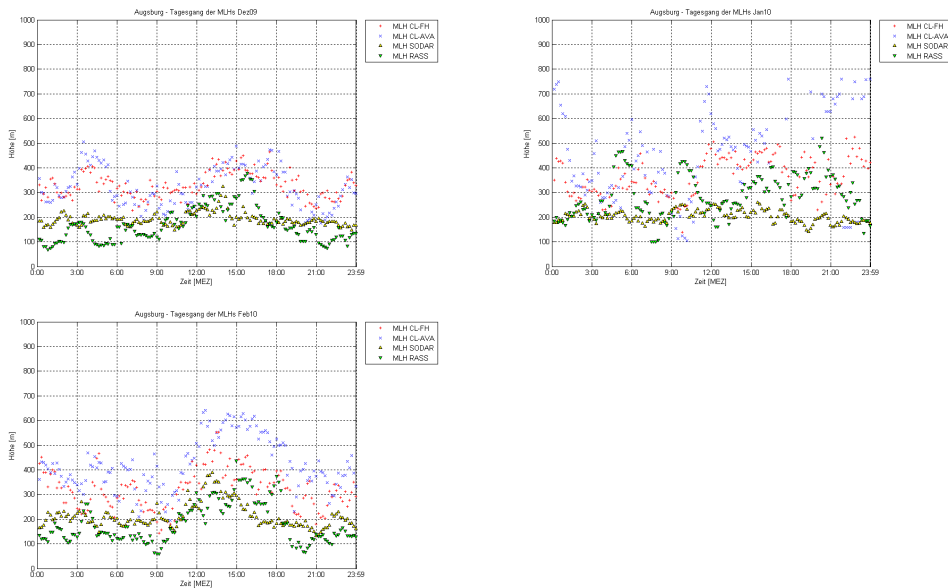 Augsburg - Tagesgang der MLHs Dez09
1000
900
800
700
600
500
400
300
200
100
0
Höhe [m]
0:00 3:00 6:00 9:00 12:00 15:00 18:00 21:00 23:59
Zeit [MEZ]
MLH CL-FH
MLH CL-AVA
MLH SODAR
MLH RASS
Augsburg - Tagesgang der MLHs Jan10
1000
900
800
700
600
500
400
300
200
100
0
Höhe [m]
0:00 3:00 6:00 9:00 12:00 15:00 18:00 21:00 23:59
Zeit [MEZ]
MLH CL-FH
MLH CL-AVA
MLH SODAR
MLH RASS
Augsburg - Tagesgang der MLHs Feb10
1000
900
800
700
600
500
400
300
200
100
0
Höhe [m]
0:00 3:00 6:00 9:00 12:00 15:00 18:00 21:00 23:59
Zeit [MEZ]
MLH CL-FH
MLH CL-AVA
MLH SODAR
MLH RASS